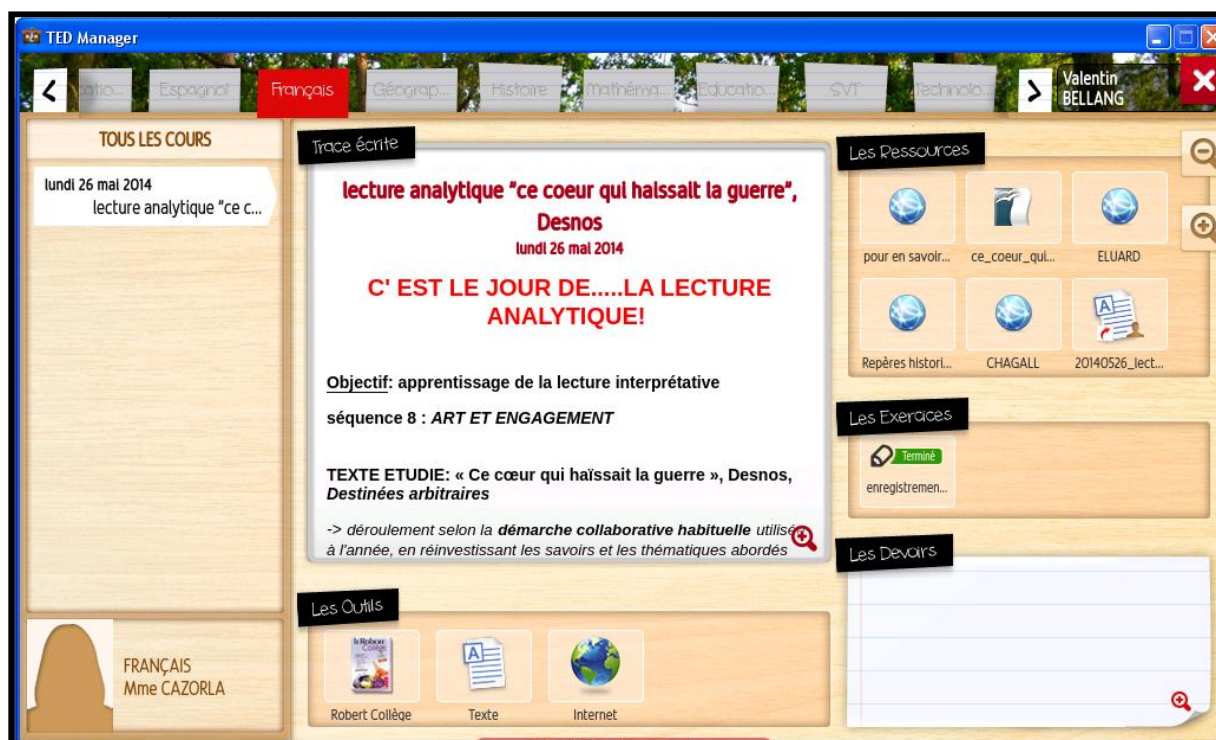 TED Manager
Espagnol
Français
Géograp...
Histoire
Mathéma...
Educatio...
SVT
Technolo...
Valentin
BELLANG
TOUS LES COURS
lundi 26 mai 2014
lecture analytique "ce c...
FRANÇAIS
Mme CAZORLA
Trace écrite
lecture analytique "ce coeur qui haissait la guerre",
Desnos
lundi 26 mai 2014
C' EST LE JOUR DE.....LA LECTURE
ANALYTIQUE!
Objectif: apprentissage de la lecture interprétative
séquence 8 : ART ET ENGAGEMENT
TEXTE ETUDIE: « Ce cœur qui haïssait la guerre », Desnos,
Destinées arbitraires
-> déroulement selon la démarche collaborative habituelle
à l'année, en réinvestissant les savoirs et les thématiques abordés
Les Outils
Robert Collège
Texte
Internet
Les Ressources
pour en savoir...
ce_coeur_qui...
ELUARD
Repères histori...
CHAGALL
20140526_lect...
Les Exercices
Terminé
enregistremen...
Les Devoirs